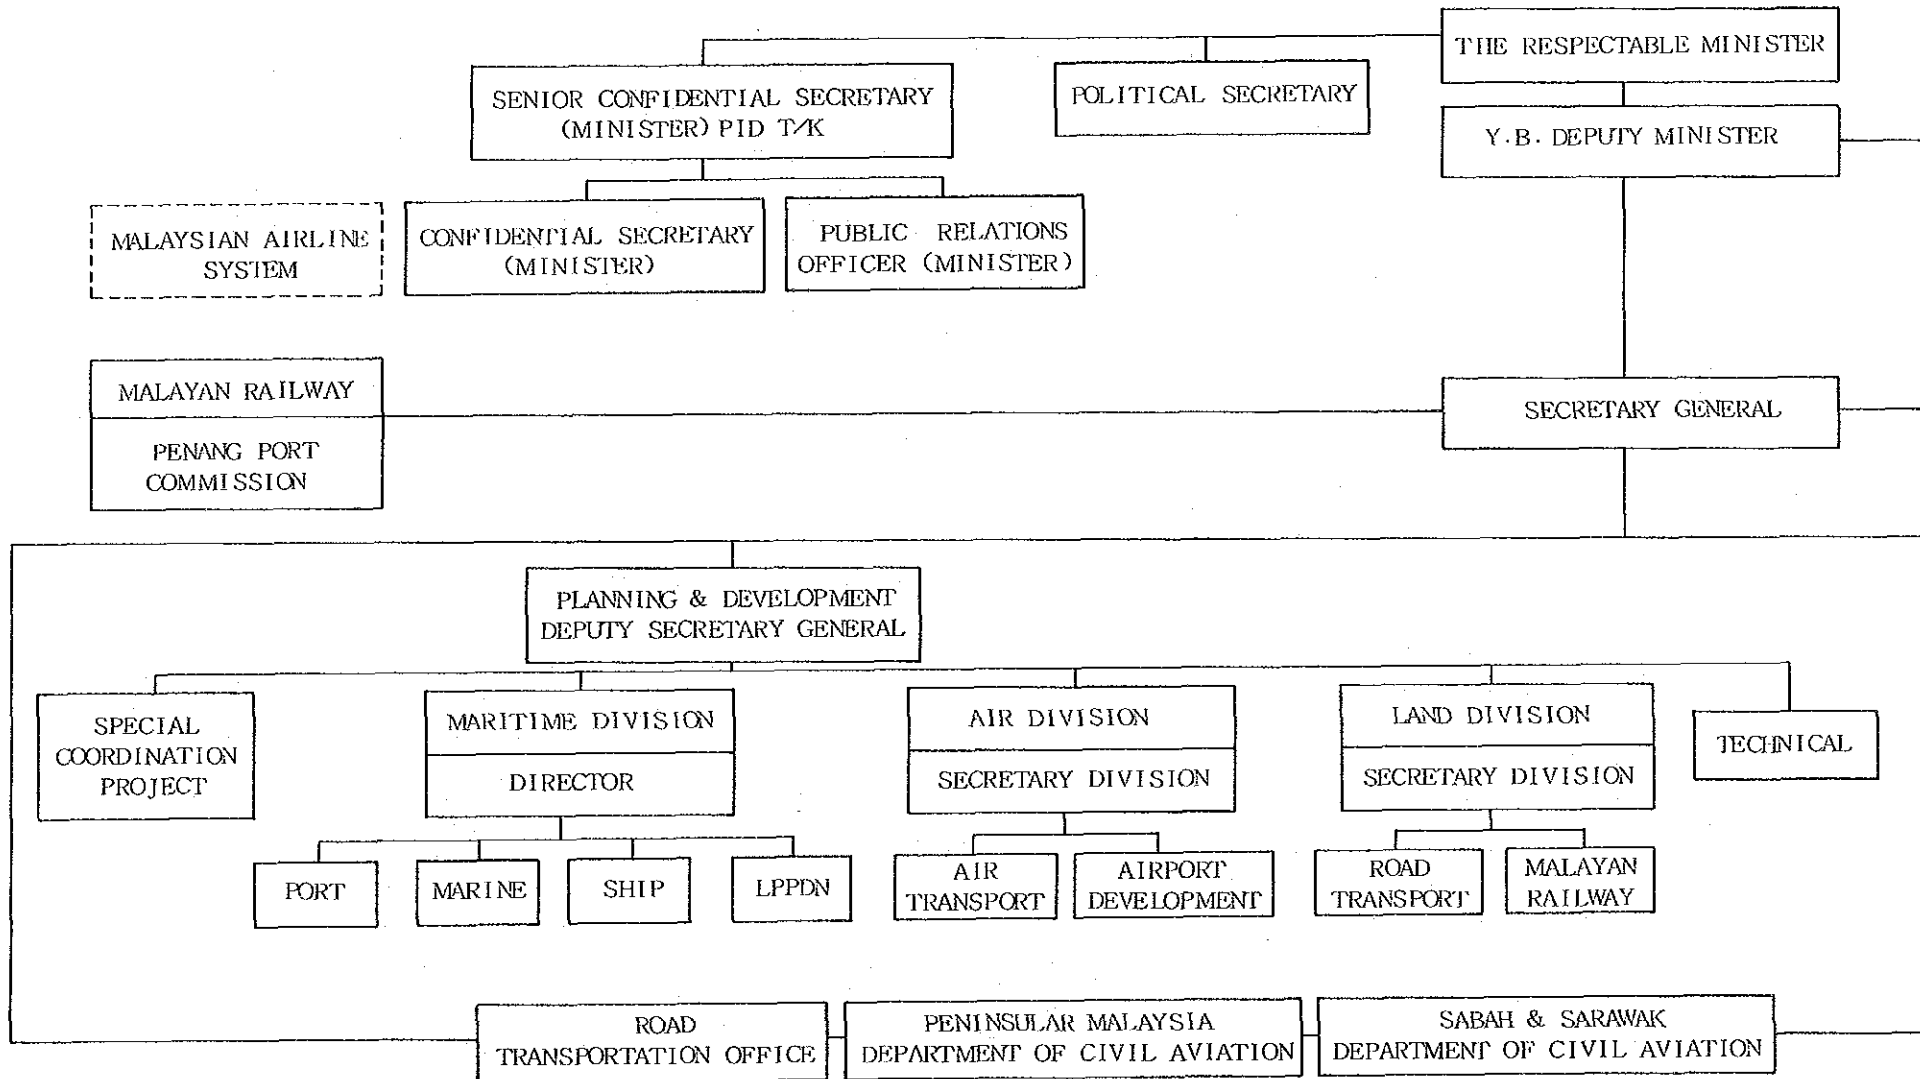 THE RESPECTABLE MINISTER
SENIOR CONFIDENTIAL SECRETARY
(MINISTER) PID T/K
POLITICAL SECRETARY
Y.B. DEPUTY MINISTER
MALAYSIAN AIRLINE
SYSTEM
CONFIDENTIAL SECRETARY
(MINISTER)
PUBLIC RELATIONS
OFFICER (MINISTER)
MALAYAN RAILWAY
PENANG PORT
COMMISSION
SECRETARY GENERAL
PLANNING & DEVELOPMENT
DEPUTY SECRETARY GENERAL
SPECIAL
COORDINATION
PROJECT
MARITIME DIVISION
DIRECTOR
AIR DIVISION
SECRETARY DIVISION
LAND DIVISION
SECRETARY DIVISION
TECHNICAL
PORT
MARINE
SHIP
LPPDN
AIR
TRANSPORT
AIRPORT
DEVELOPMENT
ROAD
TRANSPORT
MALAYAN
RAILWAY
ROAD
TRANSPORTATION OFFICE
PENINSULAR MALAYSIA
DEPARTMENT OF CIVIL AVIATION
SABAH & SARAWAK
DEPARTMENT OF CIVIL AVIATION